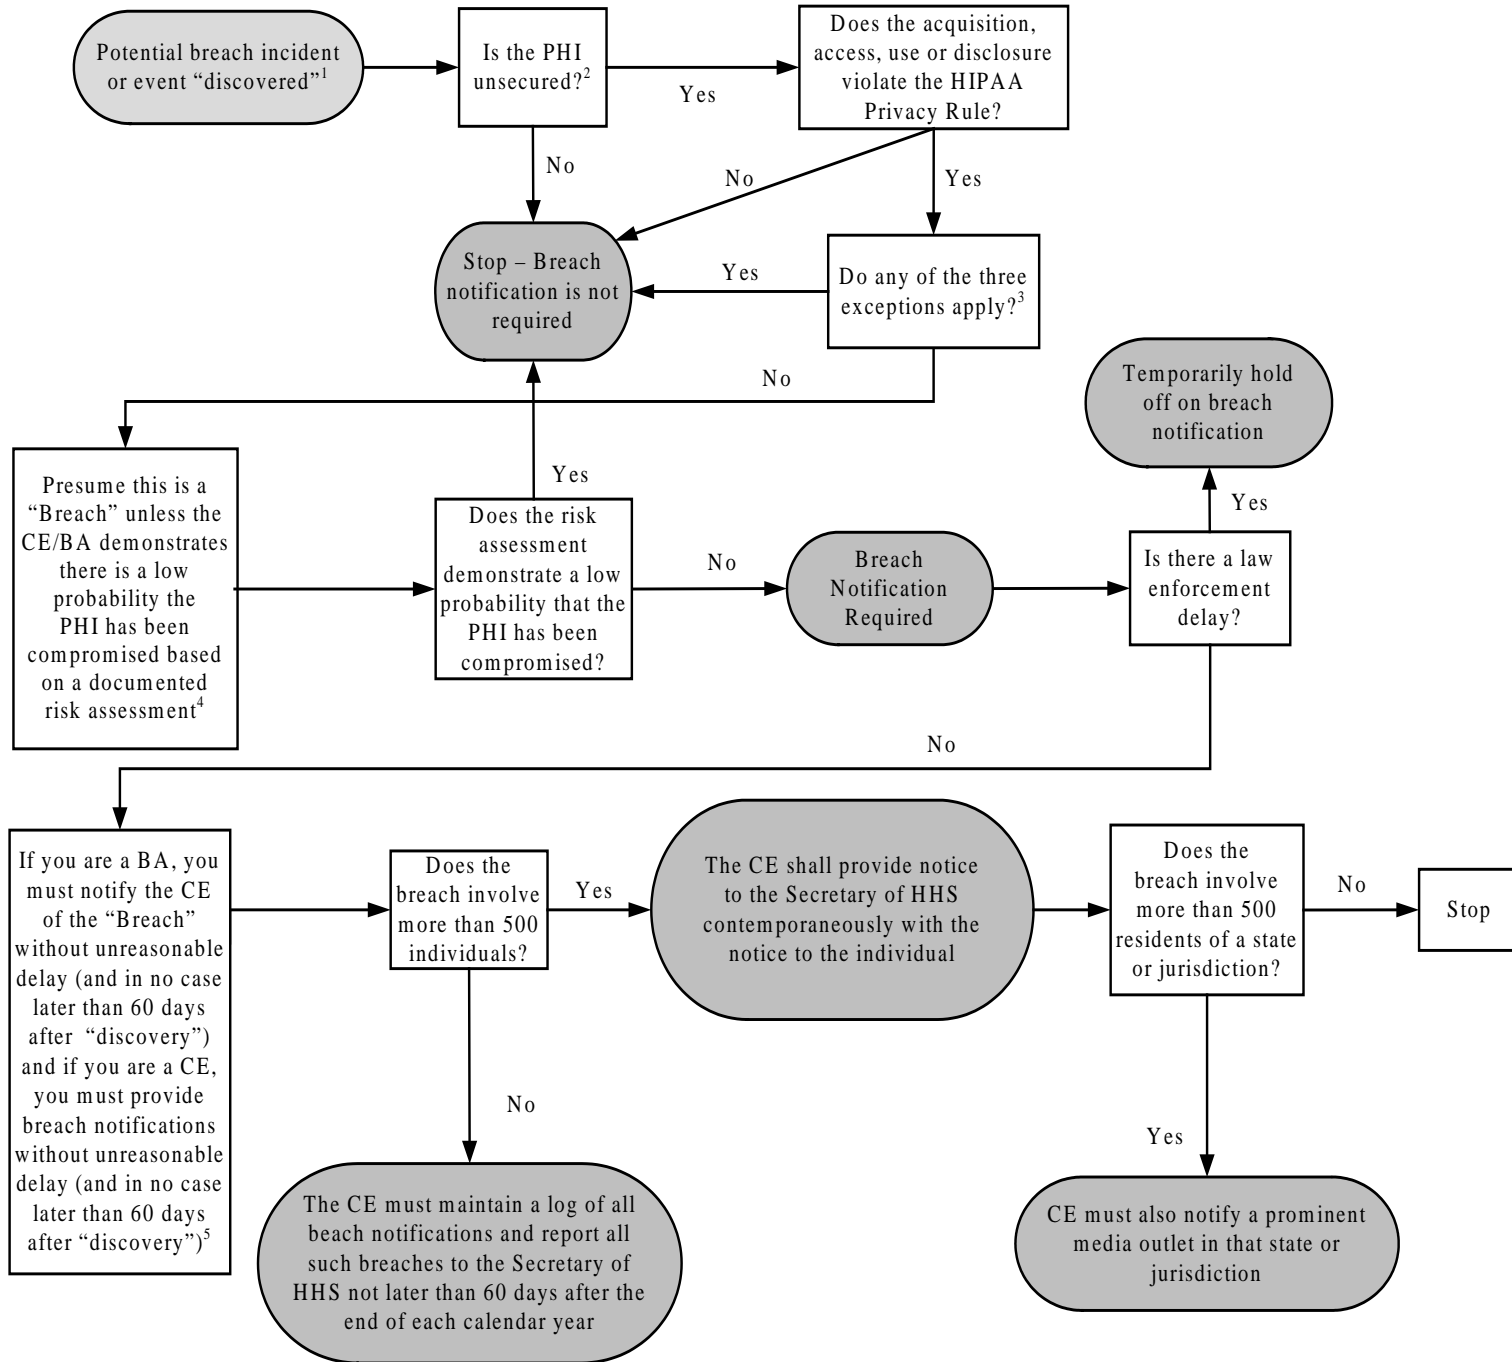 Potential breach incident
or event “discovered”1
Is the PHI
unsecured?2
Yes
Does the acquisition,
access, use or disclosure
violate the HIPAA
Privacy Rule?
No
No
Yes
Stop – Breach
notification is not
required
Yes
Do any of the three
exceptions apply?3
No
Temporarily hold
off on breach
notification
Presume this is a
“Breach” unless the
CE/BA demonstrates
there is a low
probability the
PHI has been
compromised based
on a documented
risk assessment4
Yes
Does the risk
assessment
demonstrate a low
probability that the
PHI has been
compromised?
No
Breach
Notification
Required
Yes
Is there a law
enforcement
delay?
No
If you are a BA, you
must notify the CE
of the “Breach”
without unreasonable
delay (and in no case
later than 60 days
after “discovery”)
and if you are a CE,
you must provide
breach notifications
without unreasonable
delay (and in no case
later than 60 days
after “discovery”)5
Does the
breach involve
more than 500
individuals?
Yes
The CE shall provide notice
to the Secretary of HHS
contemporaneously with the
notice to the individual
Does the
breach involve
more than 500
residents of a state
or jurisdiction?
No
Stop
No
Yes
The CE must maintain a log of all
beach notifications and report all
such breaches to the Secretary of
HHS not later than 60 days after the
end of each calendar year
CE must also notify a prominent
media outlet in that state or
jurisdiction